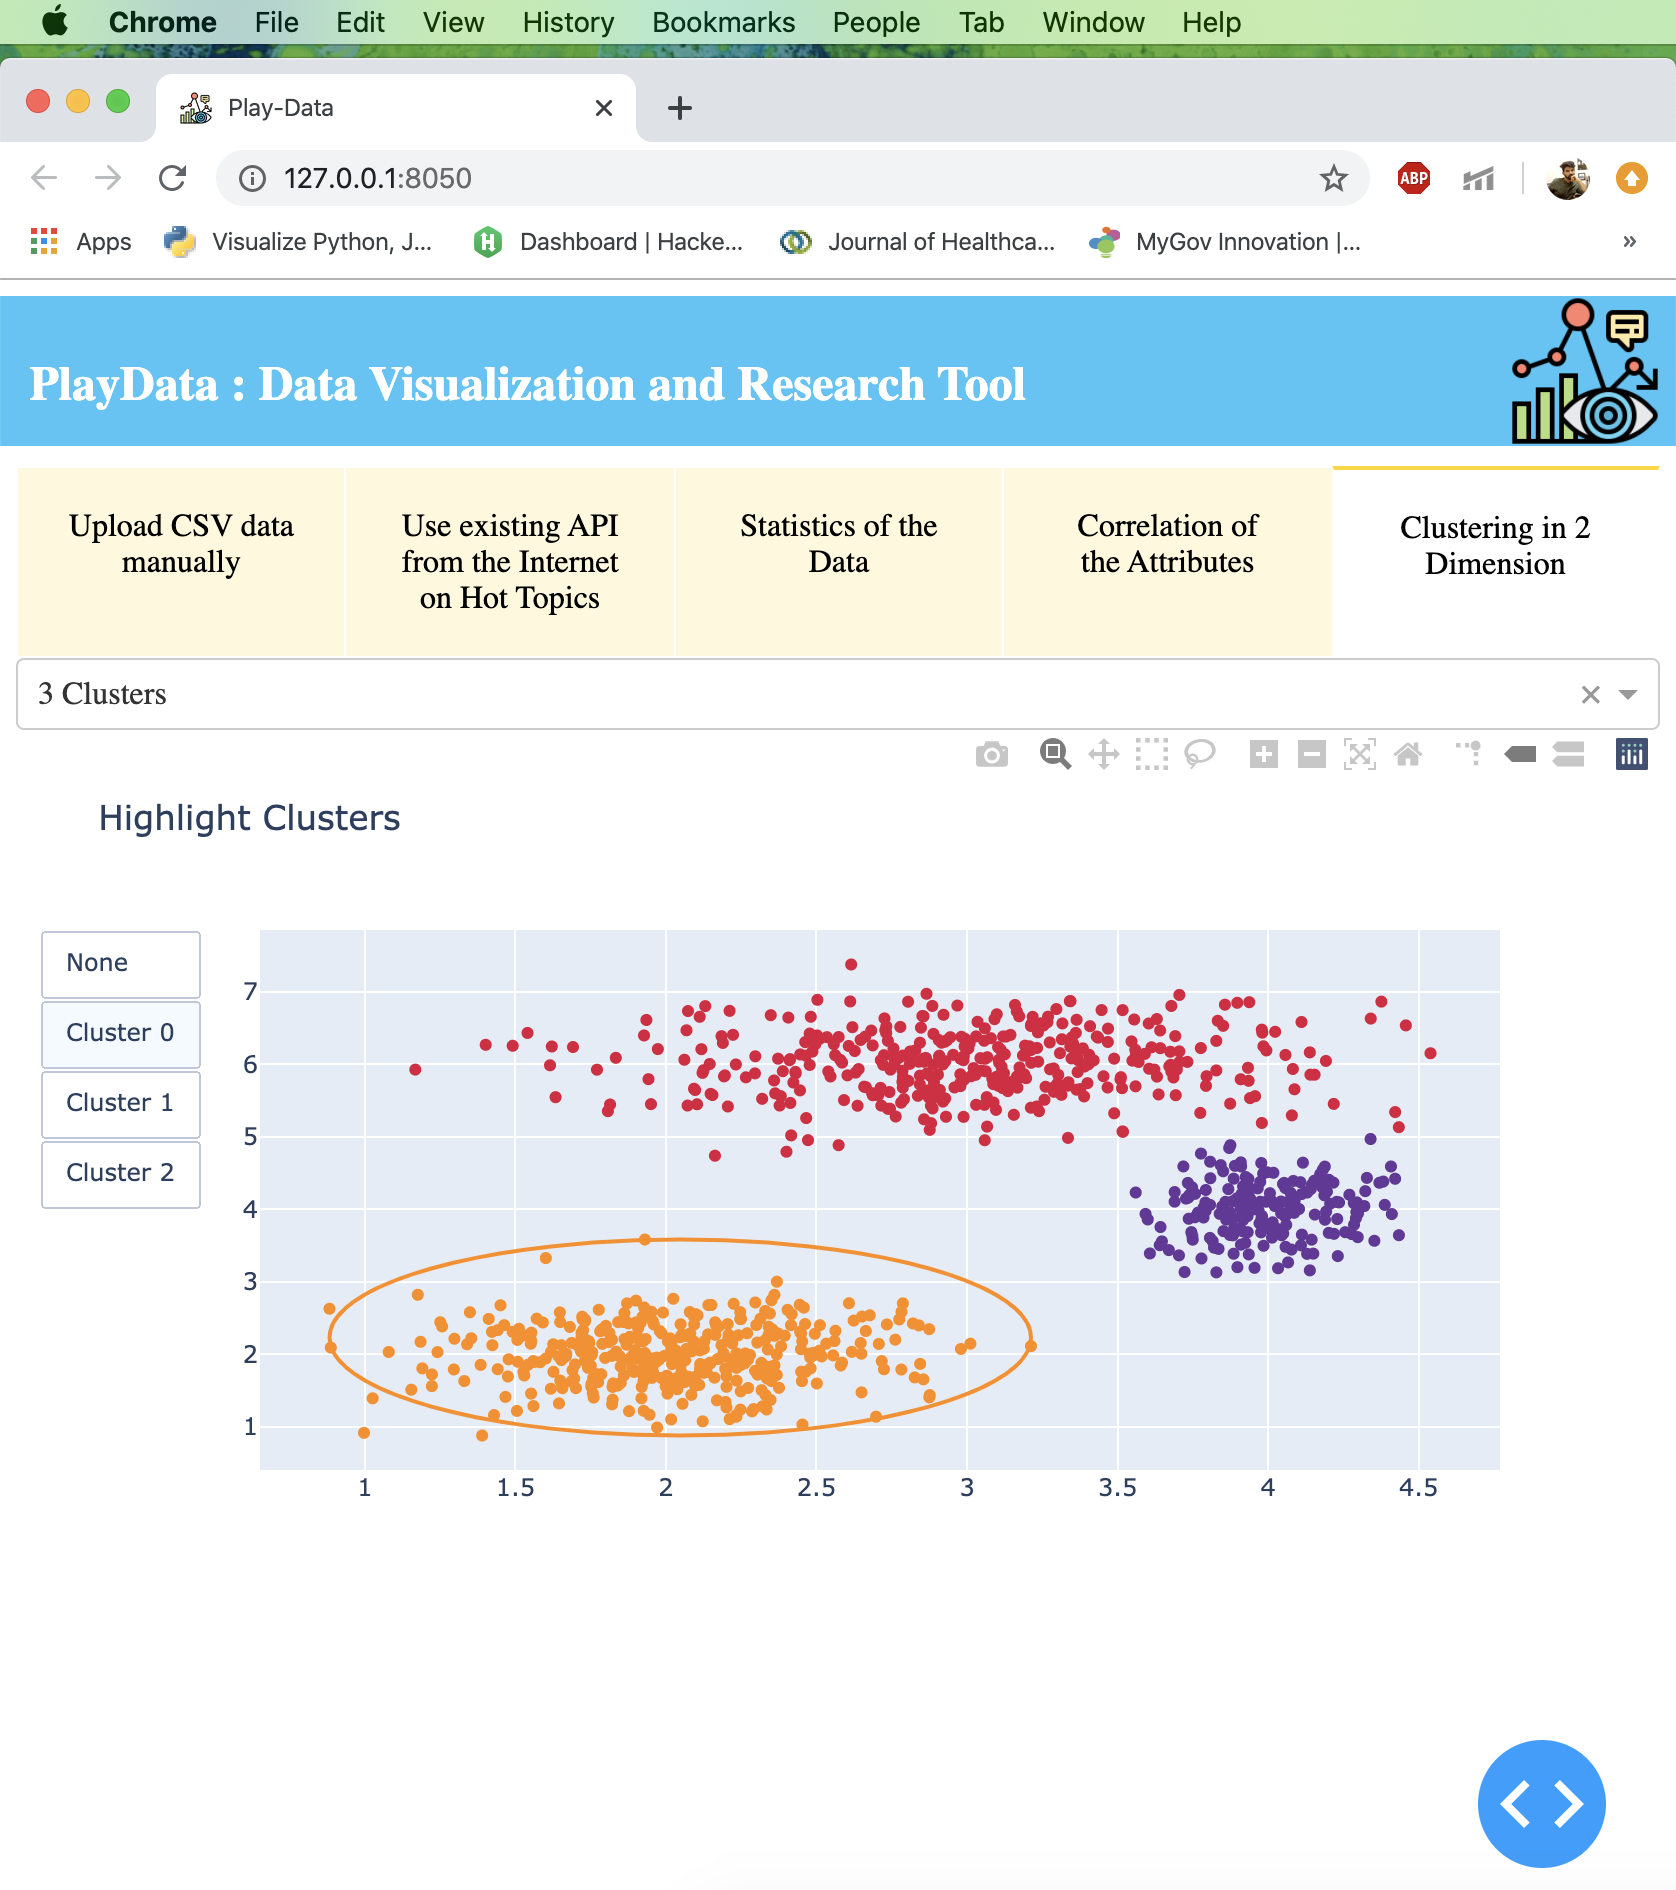 Chrome File Edit View History Bookmarks People Tab Window Help
Play-Data
127.0.0.1:8050
ABP
Apps Visualize Python, J... Dashboard | Hacke... Journal of Healthca... MyGov Innovation |... »
PlayData : Data Visualization and Research Tool
Upload CSV data
manually
Use existing API
from the Internet
on Hot Topics
Statistics of the
Data
Correlation of
the Attributes
Clustering in 2
Dimension
3 Clusters
Highlight Clusters
None
Cluster 0
Cluster 1
Cluster 2
7
6
5
4
3
2
1
1 1.5 2 2.5 3 3.5 4 4.5